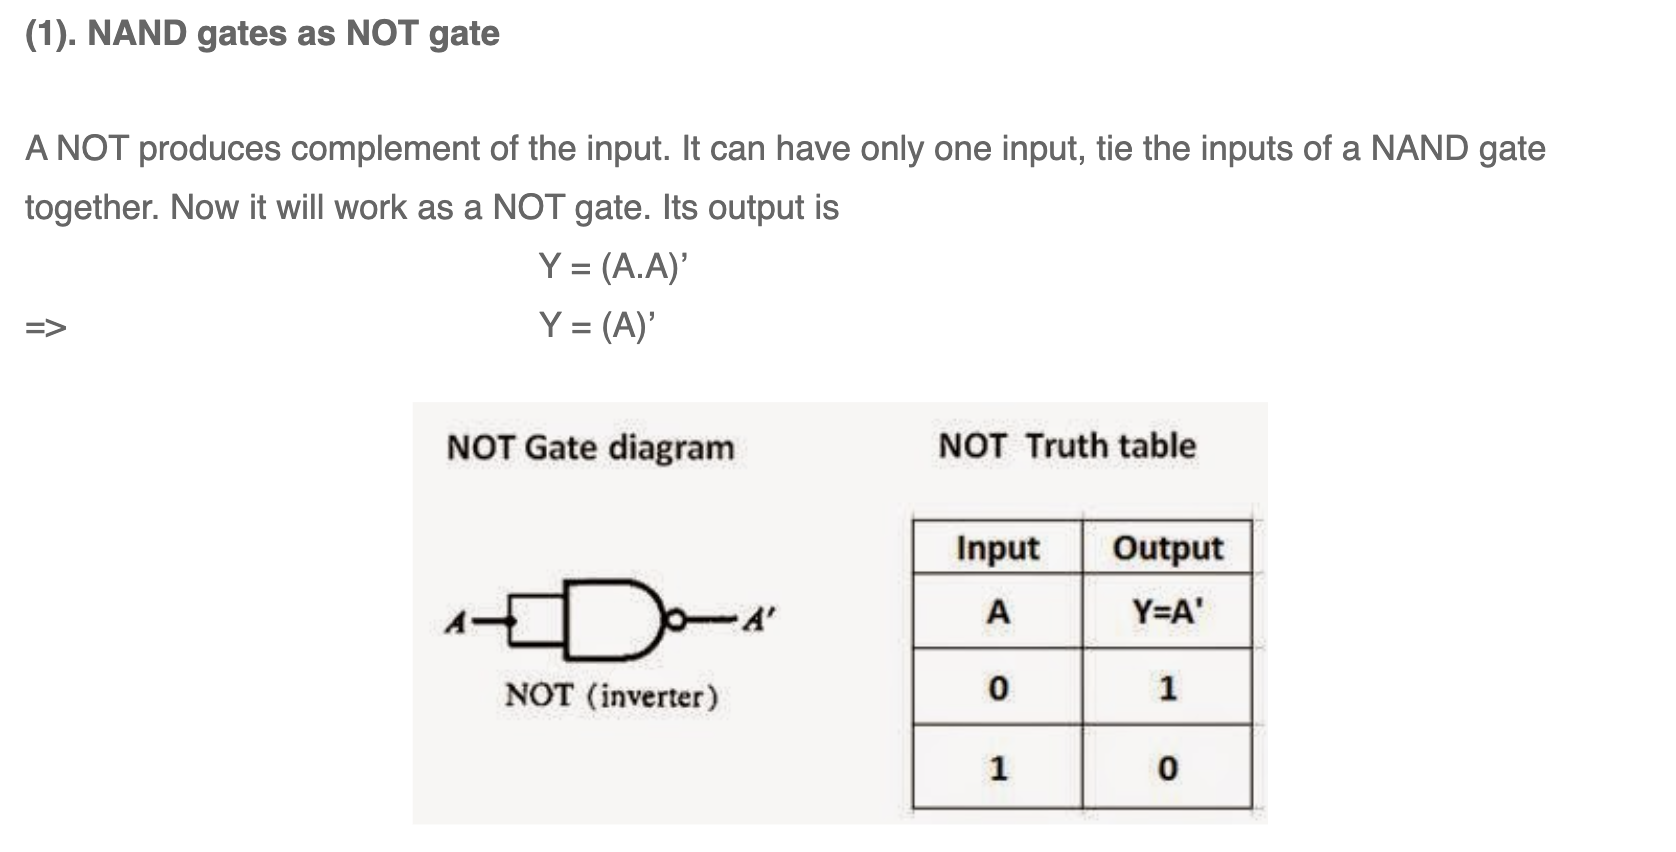 (1). NAND gates as NOT gate
A NOT produces complement of the input. It can have only one input, tie the inputs of a NAND gate
together. Now it will work as a NOT gate. Its output is
Y = (A.A)’
=> Y = (A)’
NOT Gate diagram
A A'
NOT (inverter)
NOT Truth table
Input Output
A Y=A'
0 1
1 0